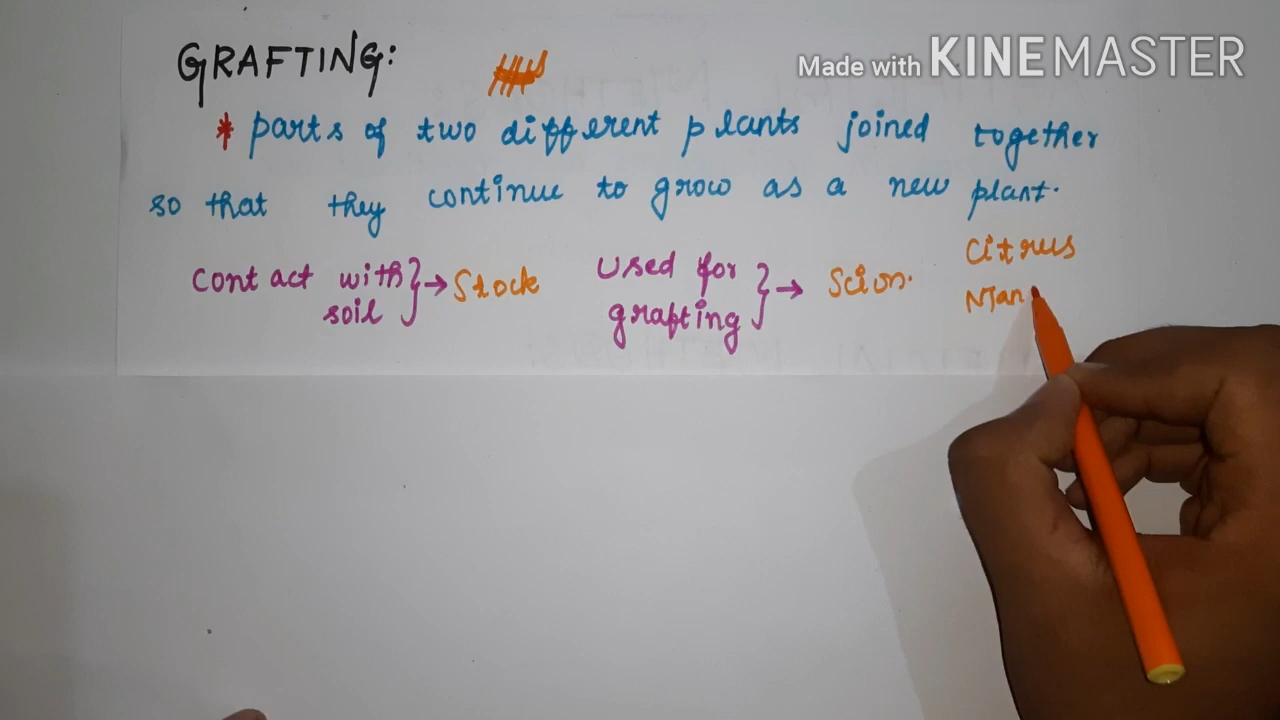 GRAFTING:
Made with KINEMASTER
* parts of two different plants joined together
so that they continue to grow as a new plant.
Contact with soil } → Stock
Used for grafting } → Scion.
Citrus
Man